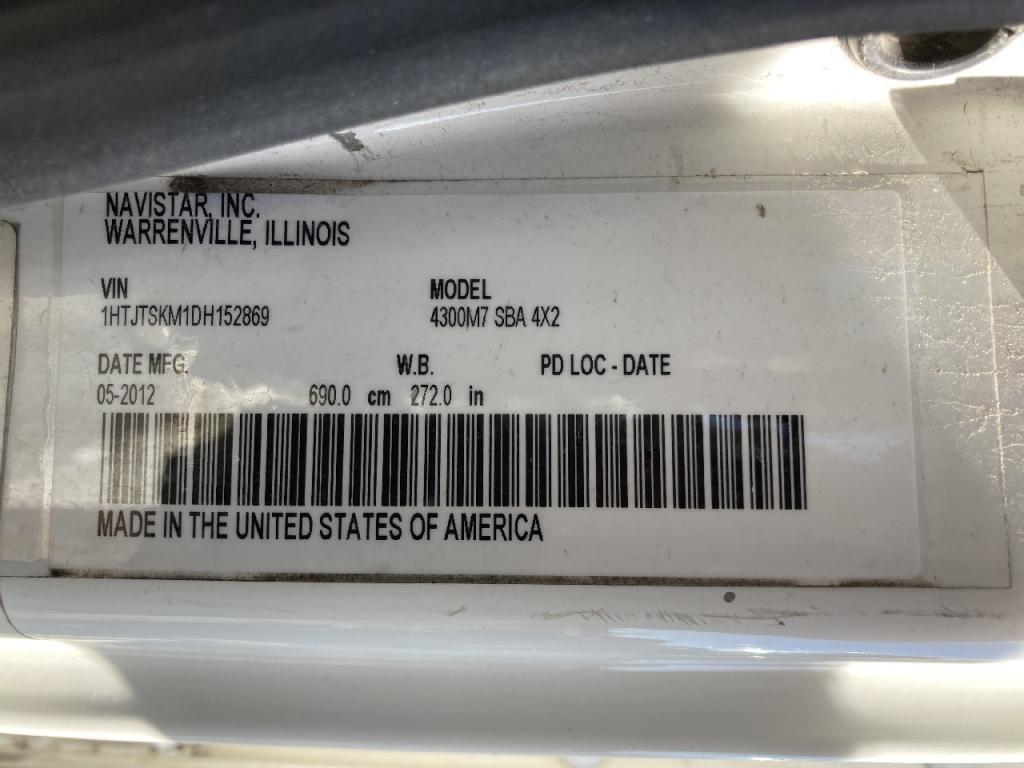 NAVISTAR, INC.
WARRENVILLE, ILLINOIS
VIN MODEL
1HTJTSKM1DH152869 4300M7 SBA 4X2
DATE MFG. W.B. PD LOC - DATE
05-2012 690.0 cm 272.0 in
MADE IN THE UNITED STATES OF AMERICA